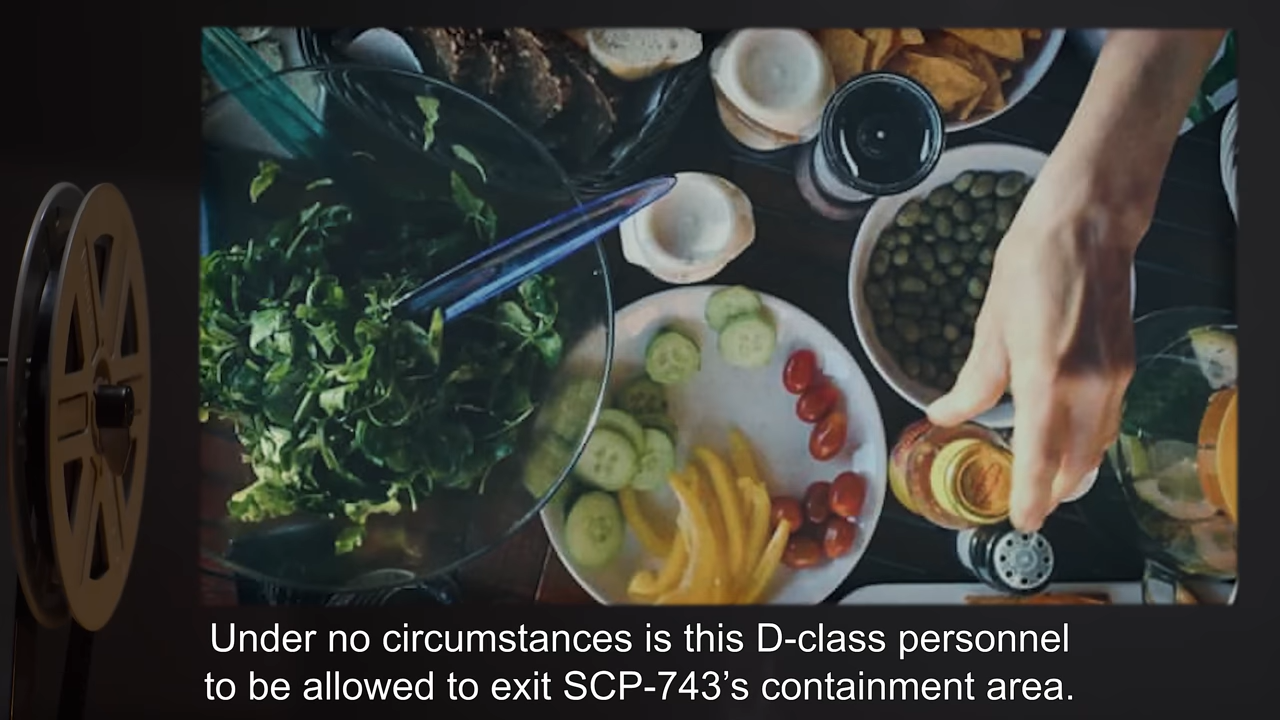 Under no circumstances is this D-class personnel
to be allowed to exit SCP-743’s containment area.